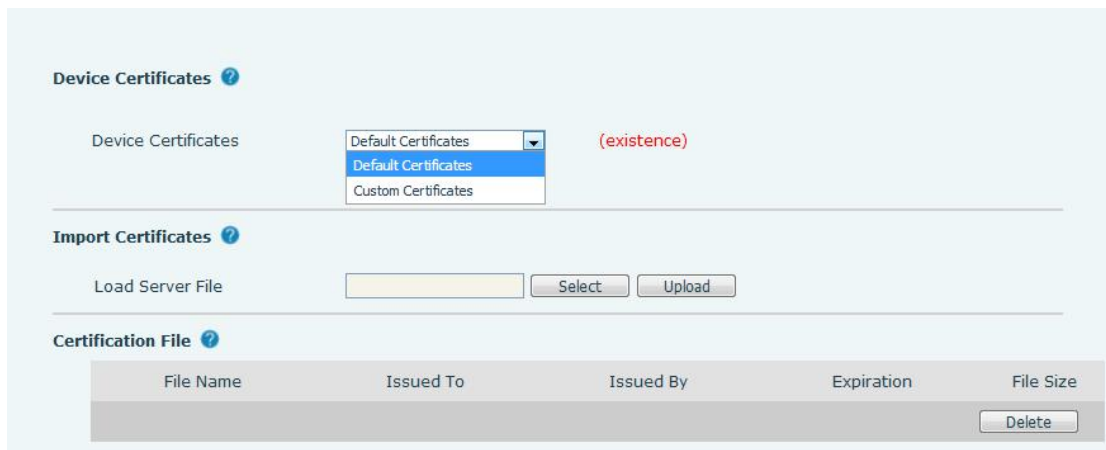 Device Certificates ?
Device Certificates Default Certificates (existence)
Default Certificates
Custom Certificates
Import Certificates ?
Load Server File Select Upload
Certification File ?
File Name Issued To Issued By Expiration File Size
Delete